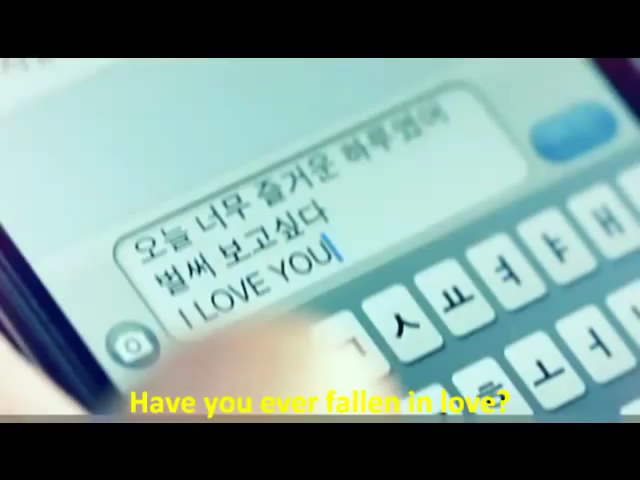 오늘 너무 즐거운 하루였어
벌써 보고싶다
I LOVE YOU
ㄱ ㅅ ㅛ ㅕ ㅑ ㅐ
ㅎ ㅗ ㅓ ㅏ
Have you ever fallen in love?